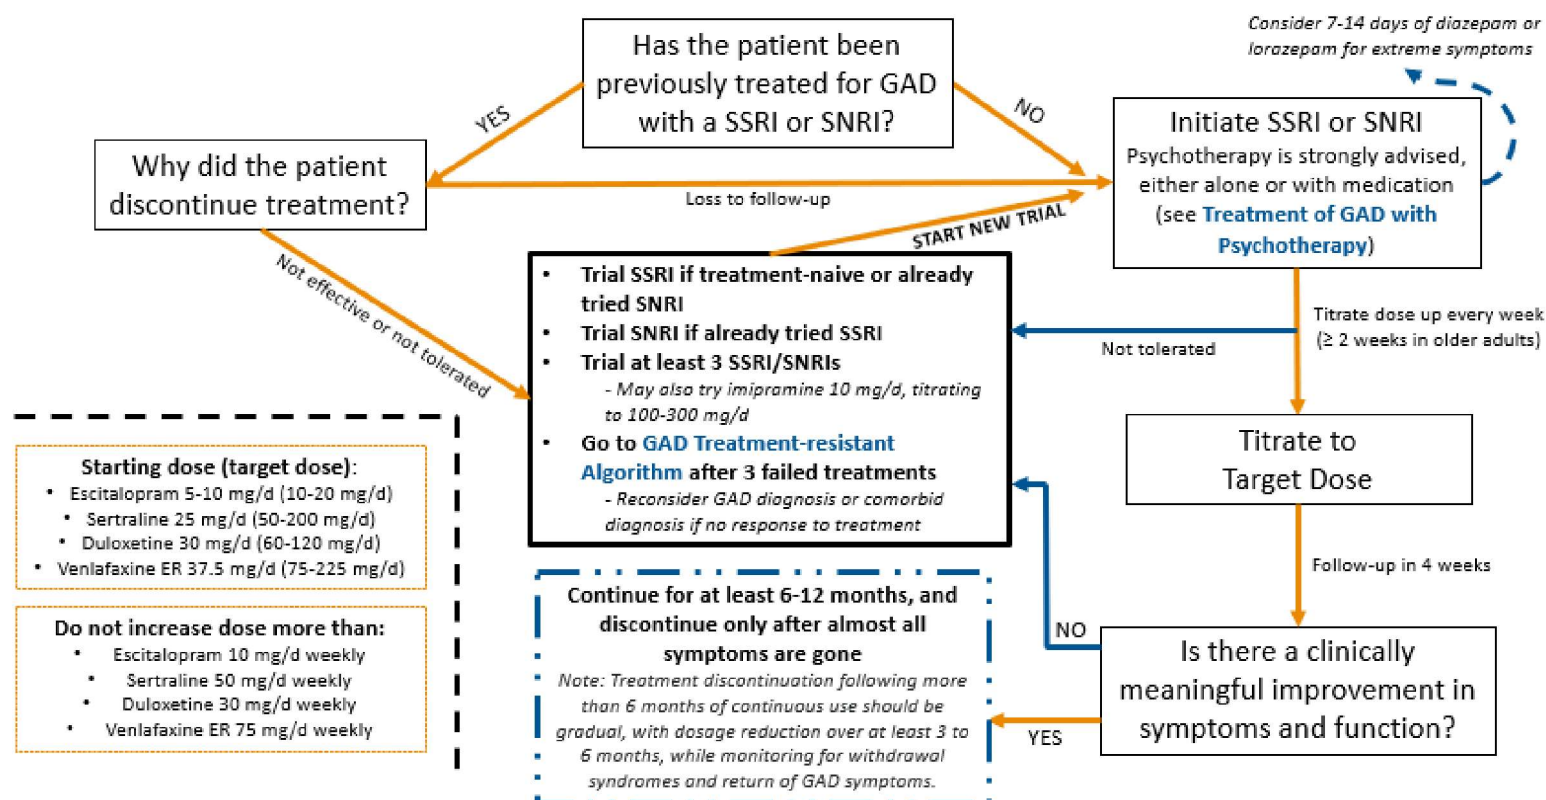 Consider 7-14 days of diazepam or
lorazepam for extreme symptoms
Has the patient been
previously treated for GAD
with a SSRI or SNRI?
YES
NO
Why did the patient
discontinue treatment?
Loss to follow-up
Initiate SSRI or SNRI
Psychotherapy is strongly advised,
either alone or with medication
(see Treatment of GAD with
Psychotherapy)
START NEW TRIAL
Not effective or not tolerated
• Trial SSRI if treatment-naive or already
tried SNRI
• Trial SNRI if already tried SSRI
• Trial at least 3 SSRI/SNRIs
- May also try imipramine 10 mg/d, titrating
to 100-300 mg/d
• Go to GAD Treatment-resistant
Algorithm after 3 failed treatments
- Reconsider GAD diagnosis or comorbid
diagnosis if no response to treatment
Titrate dose up every week
(≥ 2 weeks in older adults)
Not tolerated
Titrate to
Target Dose
Follow-up in 4 weeks
Is there a clinically
meaningful improvement in
symptoms and function?
NO
YES
Continue for at least 6-12 months, and
discontinue only after almost all
symptoms are gone
Note: Treatment discontinuation following more
than 6 months of continuous use should be
gradual, with dosage reduction over at least 3 to
6 months, while monitoring for withdrawal
syndromes and return of GAD symptoms.
Starting dose (target dose):
• Escitalopram 5-10 mg/d (10-20 mg/d)
• Sertraline 25 mg/d (50-200 mg/d)
• Duloxetine 30 mg/d (60-120 mg/d)
• Venlafaxine ER 37.5 mg/d (75-225 mg/d)
Do not increase dose more than:
• Escitalopram 10 mg/d weekly
• Sertraline 50 mg/d weekly
• Duloxetine 30 mg/d weekly
• Venlafaxine ER 75 mg/d weekly